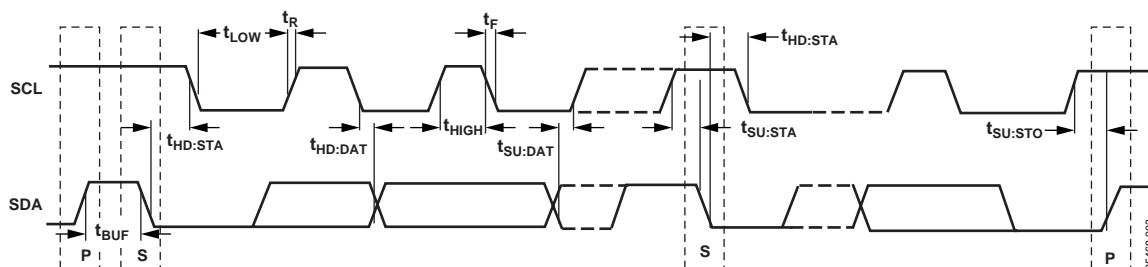 tR
tF
tLOW
tHD:STA
SCL
tHD:STA
tHD:DAT
tHIGH
tSU:DAT
tSU:STA
tSU:STO
SDA
tBUF
P
S
S
P